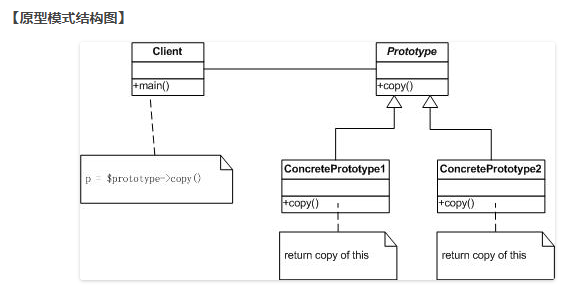 【原型模式结构图】
Client
+main()
Prototype
+copy()
p = $prototype->copy()
ConcretePrototype1
+copy()
ConcretePrototype2
+copy()
return copy of this
return copy of this